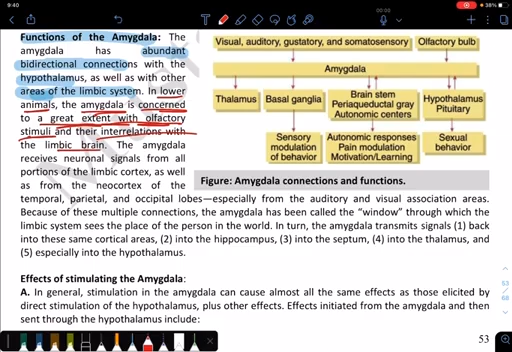 9:40
00:00
Functions of the Amygdala: The
amygdala has abundant
bidirectional connections with the
hypothalamus, as well as with other
areas of the limbic system. In lower
animals, the amygdala is concerned
to a great extent with olfactory
stimuli and their interrelations with
the limbic brain. The amygdala
receives neuronal signals from all
portions of the limbic cortex, as well
as from the neocortex of the
temporal, parietal, and occipital lobes—especially from the auditory and visual association areas.
Because of these multiple connections, the amygdala has been called the "window" through which the
limbic system sees the place of the person in the world. In turn, the amygdala transmits signals (1) back
into these same cortical areas, (2) into the hippocampus, (3) into the septum, (4) into the thalamus, and
(5) especially into the hypothalamus.
Visual, auditory, gustatory, and somatosensory
Olfactory bulb
Amygdala
Thalamus
Basal ganglia
Brain stem
Periaqueductal gray
Autonomic centers
Hypothalamus
Pituitary
Sensory
modulation
of behavior
Autonomic responses
Pain modulation
Motivation/Learning
Sexual
behavior
Figure: Amygdala connections and functions.
Effects of stimulating the Amygdala:
A. In general, stimulation in the amygdala can cause almost all the same effects as those elicited by
direct stimulation of the hypothalamus, plus other effects. Effects initiated from the amygdala and then
sent through the hypothalamus include:
53
53
/
68